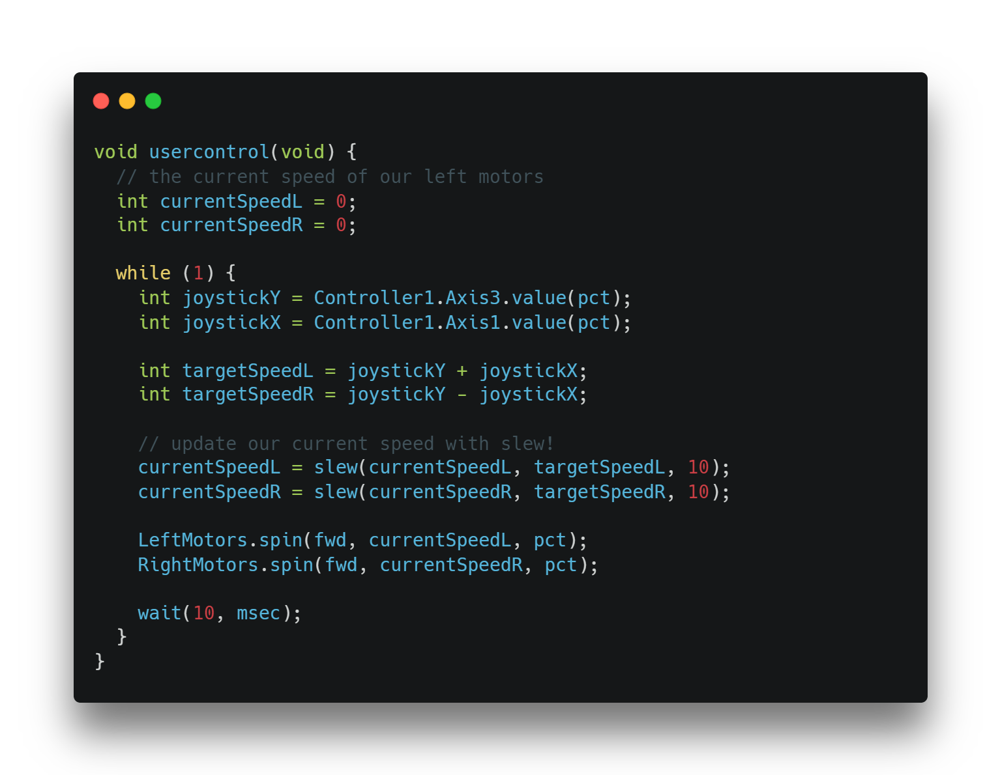 void usercontrol(void) {
  // the current speed of our left motors
  int currentSpeedL = 0;
  int currentSpeedR = 0;

  while (1) {
    int joystickY = Controller1.Axis3.value(pct);
    int joystickX = Controller1.Axis1.value(pct);

    int targetSpeedL = joystickY + joystickX;
    int targetSpeedR = joystickY - joystickX;

    // update our current speed with slew!
    currentSpeedL = slew(currentSpeedL, targetSpeedL, 10);
    currentSpeedR = slew(currentSpeedR, targetSpeedR, 10);

    LeftMotors.spin(fwd, currentSpeedL, pct);
    RightMotors.spin(fwd, currentSpeedR, pct);

    wait(10, msec);
  }
}